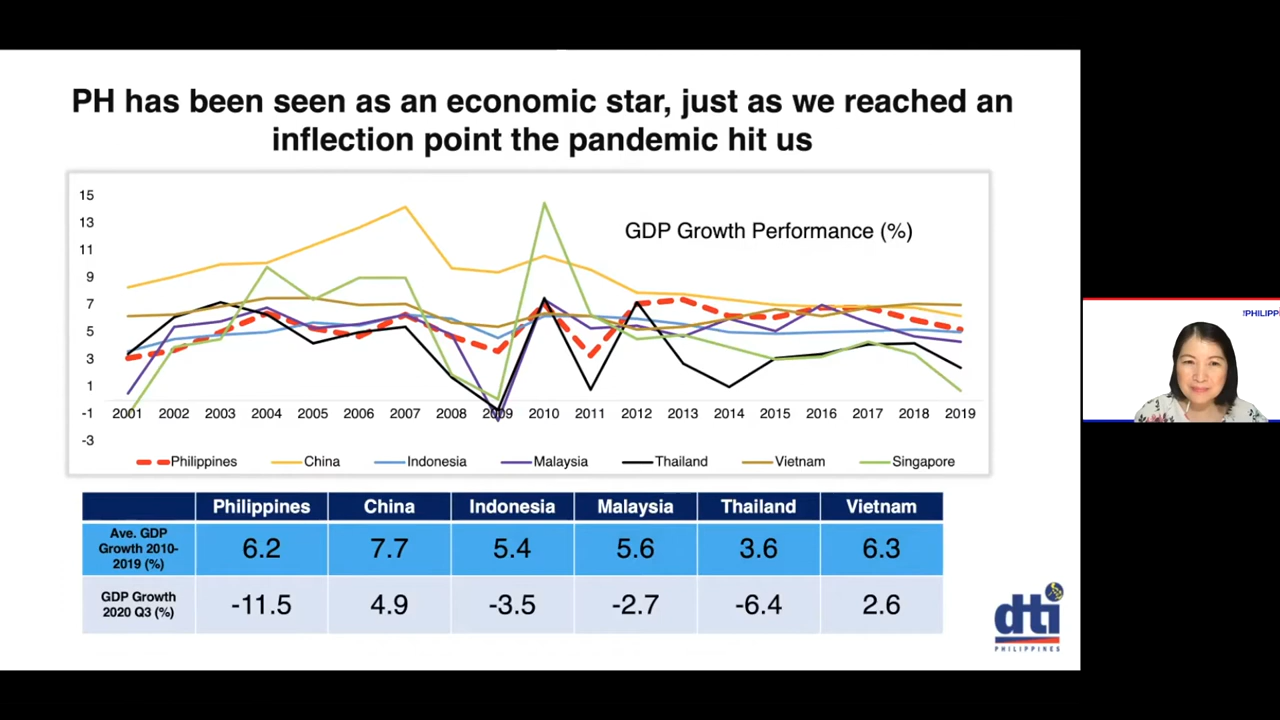 PH has been seen as an economic star, just as we reached an
inflection point the pandemic hit us
GDP Growth Performance (%)
15
13
11
9
7
5
3
1
-1
-3
2001 2002 2003 2004 2005 2006 2007 2008 2009 2010 2011 2012 2013 2014 2015 2016 2017 2018 2019
Philippines China Indonesia Malaysia Thailand Vietnam Singapore
Philippines China Indonesia Malaysia Thailand Vietnam
Ave. GDP
Growth 2010-
2019 (%)
6.2 7.7 5.4 5.6 3.6 6.3
GDP Growth
2020 Q3 (%)
-11.5 4.9 -3.5 -2.7 -6.4 2.6
dti
PHILIPPINES
PHILIPPI